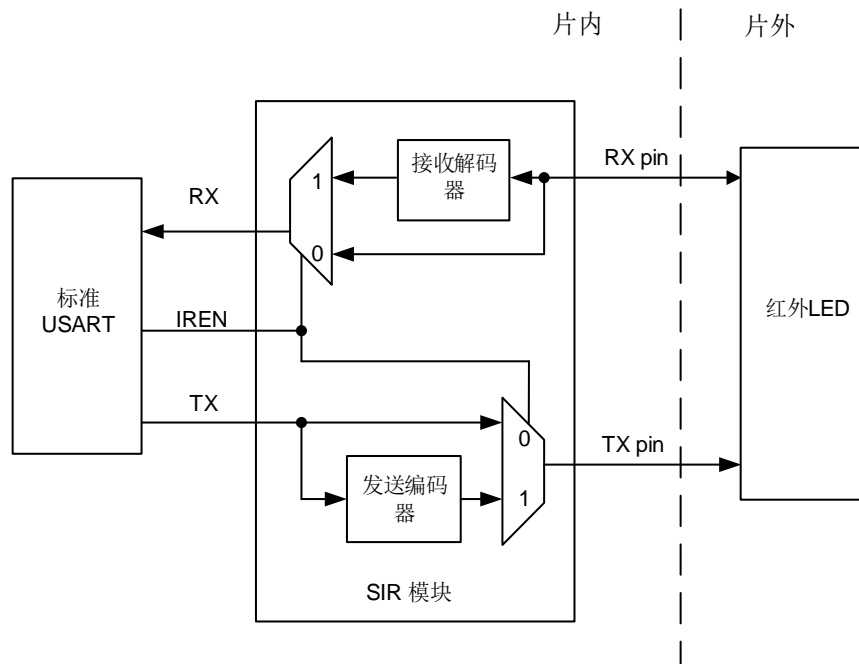 片内
片外
接收解码
器
RX pin
1
RX
0
标准
USART
IREN
红外LED
TX
0
TX pin
发送编码
器
1
SIR 模块